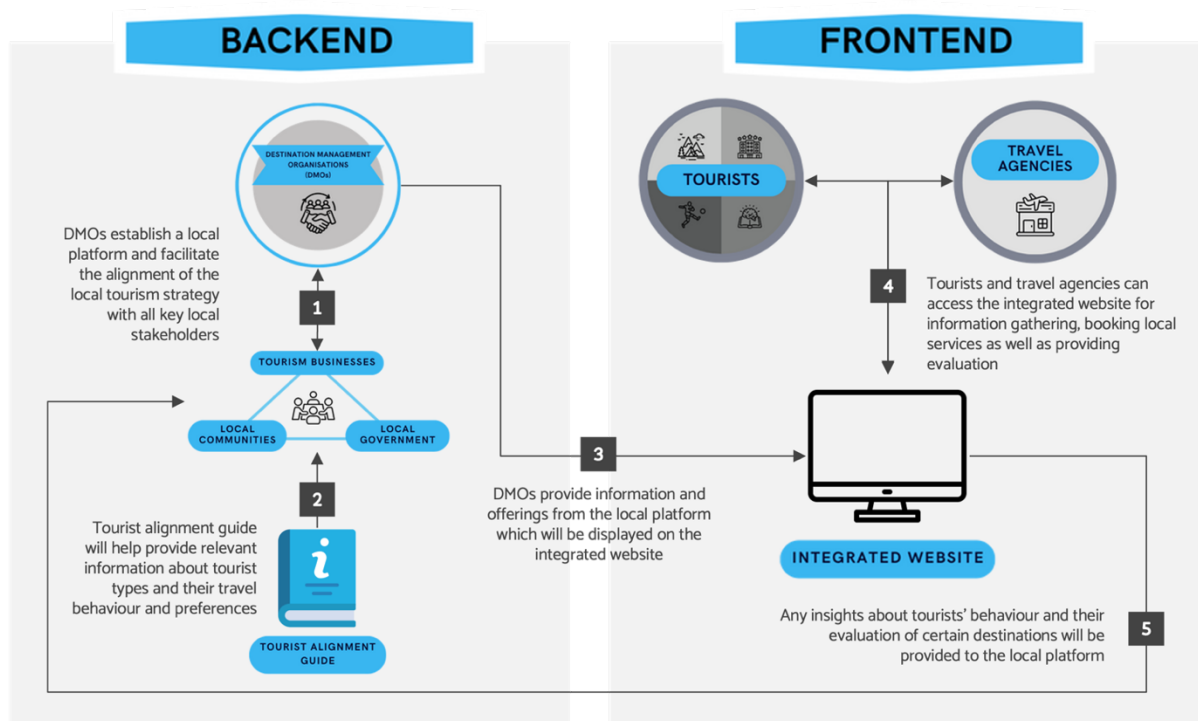 BACKEND
DESTINATION MANAGEMENT
ORGANISATIONS
(DMOs)
DMOs establish a local
platform and facilitate
the alignment of the
local tourism strategy
with all key local
stakeholders
1
TOURISM BUSINESSES
LOCAL
COMMUNITIES
LOCAL
GOVERNMENT
2
Tourist alignment guide
will help provide relevant
information about tourist
types and their travel
behaviour and preferences
i
TOURIST ALIGNMENT
GUIDE
3
DMOs provide information and
offerings from the local platform
which will be displayed on the
integrated website
FRONTEND
TOURISTS
TRAVEL
AGENCIES
4
Tourists and travel agencies can
access the integrated website for
information gathering, booking local
services as well as providing
evaluation
INTEGRATED WEBSITE
Any insights about tourists' behaviour and their
evaluation of certain destinations will be
provided to the local platform
5